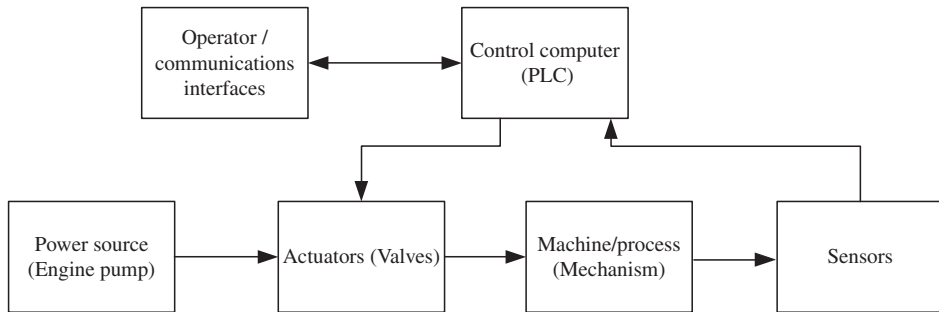 Operator /
communications
interfaces
Control computer
(PLC)
Power source
(Engine pump)
Actuators (Valves)
Machine/process
(Mechanism)
Sensors